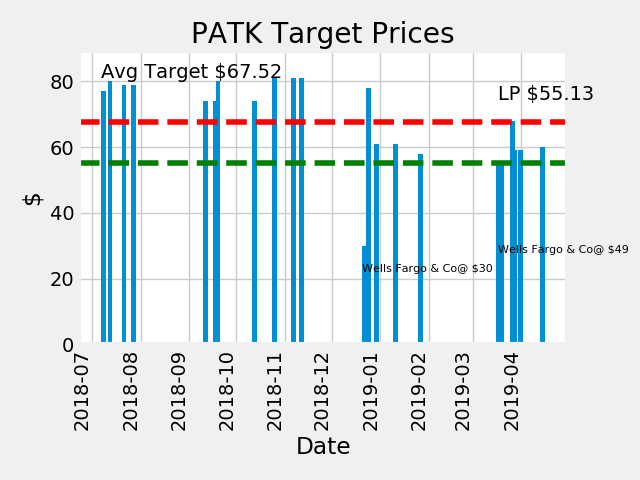 PATK Target Prices
Avg Target $67.52
LP $55.13
80
60
40
20
0
$
Wells Fargo & Co@ $49
Wells Fargo & Co@ $30
2018-07
2018-08
2018-09
2018-10
2018-11
2018-12
2019-01
2019-02
2019-03
2019-04
Date